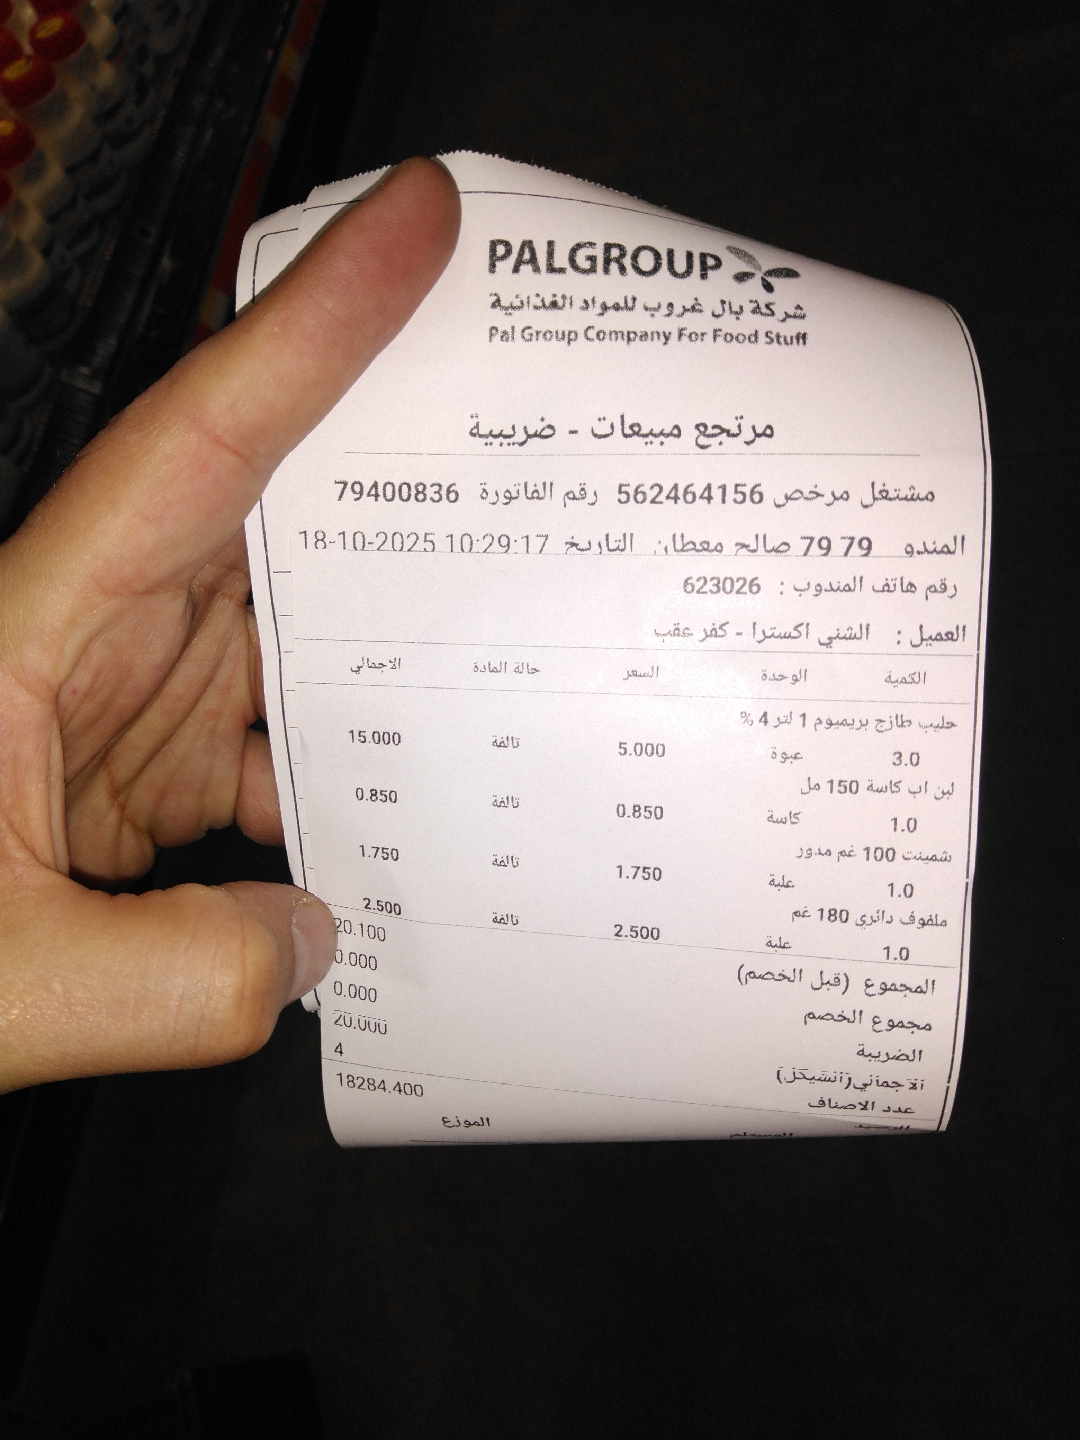 PALGROUP
شركة بال غروب للمواد الغذائية
Pal Group Company For Food Stuff
مرتجع مبيعات - ضريبية
مشتغل مرخص 562464156 رقم الفاتورة 79400836
المندو 79 79 صالح معطان التاريخ 18-10-2025 10:29:17
رقم هاتف المندوب : 623026
العميل : الشني اكسترا - كفر عقب
الكمية الوحدة السعر حالة المادة الاجمالي
حليب طازج بريميوم 1 لتر 4 %
3.0 عبوة 5.000 تالفة 15.000
لبن اب كاسة 150 مل
1.0 كاسة 0.850 تالفة 0.850
شمينت 100 غم مدور
1.0 علبة 1.750 تالفة 1.750
ملفوف دائري 180 غم
1.0 علبة 2.500 تالفة 2.500
المجموع (قبل الخصم) 20.100
مجموع الخصم 0.000
الضريبة 0.000
الاجمالي(الشيكل) 20.000
عدد الاصناف 4
18284.400
الموزع